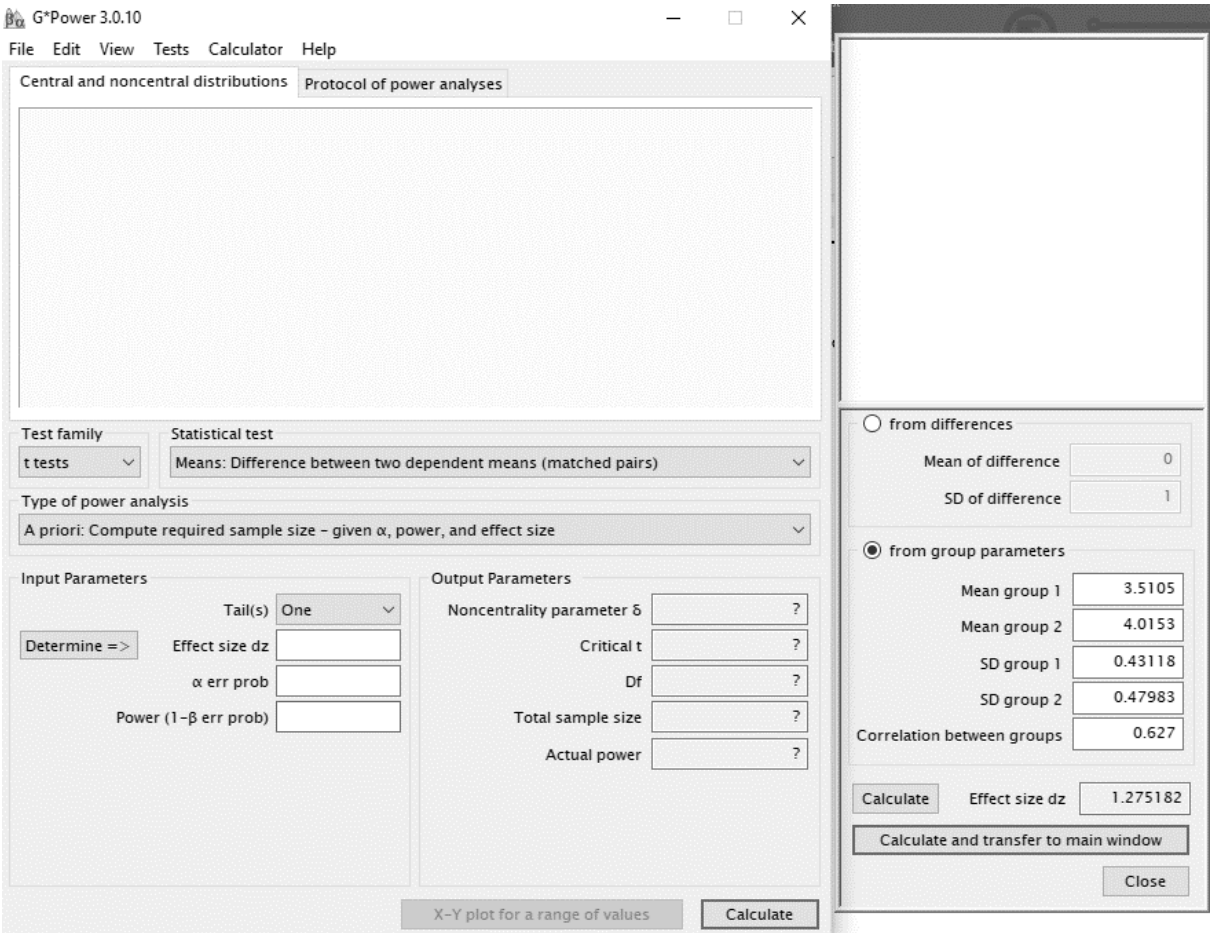 G*Power 3.0.10
File Edit View Tests Calculator Help
Central and noncentral distributions Protocol of power analyses
Test family Statistical test
t tests Means: Difference between two dependent means (matched pairs)
Type of power analysis
A priori: Compute required sample size – given α, power, and effect size
Input Parameters
Tail(s) One
Determine => Effect size dz
α err prob
Power (1–β err prob)
Output Parameters
Noncentrality parameter δ ?
Critical t ?
Df ?
Total sample size ?
Actual power ?
X-Y plot for a range of values Calculate
from differences
Mean of difference 0
SD of difference 1
from group parameters
Mean group 1 3.5105
Mean group 2 4.0153
SD group 1 0.43118
SD group 2 0.47983
Correlation between groups 0.627
Calculate Effect size dz 1.275182
Calculate and transfer to main window
Close